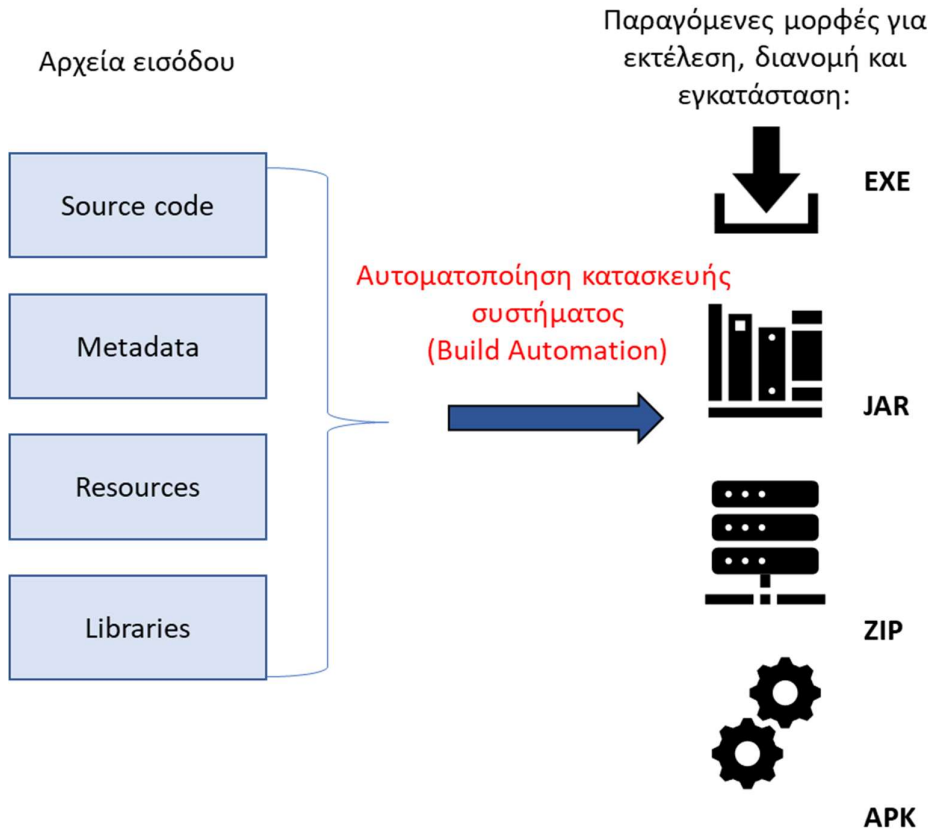 Αρχεία εισόδου
Source code
Metadata
Resources
Libraries
Αυτοματοποίηση κατασκευής
συστήματος
(Build Automation)
Παραγόμενες μορφές για
εκτέλεση, διανομή και
εγκατάσταση:
EXE
JAR
ZIP
APK